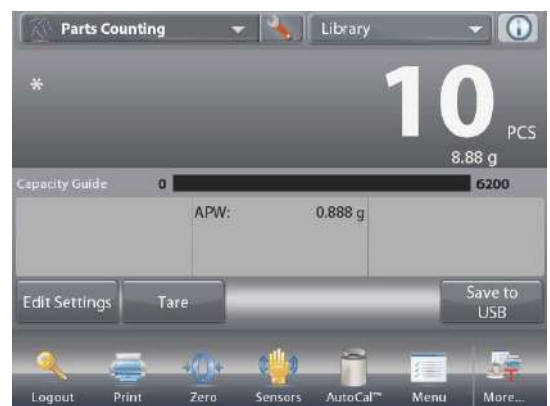 Parts Counting
Library
*
10 PCS
8.88 g
Capacity Guide 0 6200
APW: 0.888 g
Edit Settings
Tare
Save to
USB
Logout Print Zero Sensors AutoCal™ Menu More...